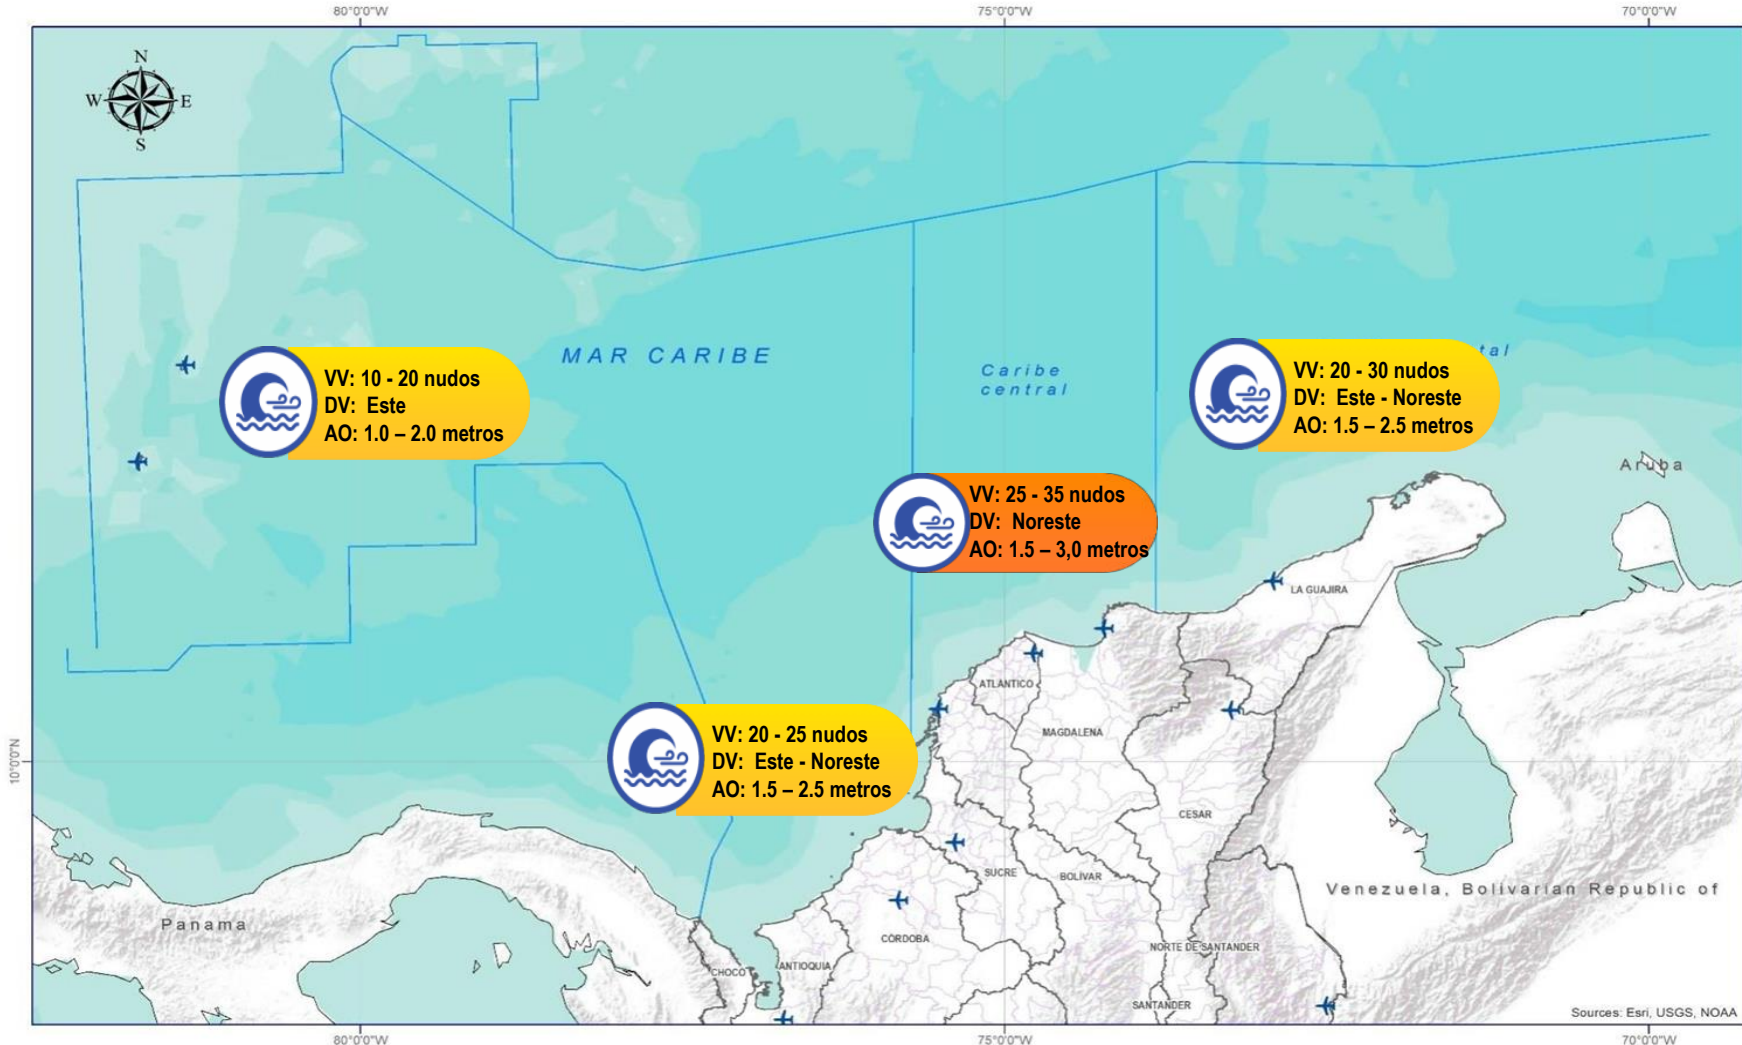 80°0'0"W
75°0'0"W
70°0'0"W
N
W
E
S
MAR CARIBE
Caribe
central
tal
VV: 10 - 20 nudos
DV: Este
AO: 1.0 – 2.0 metros
VV: 20 - 30 nudos
DV: Este - Noreste
AO: 1.5 – 2.5 metros
Aruba
VV: 25 - 35 nudos
DV: Noreste
AO: 1.5 – 3,0 metros
LA GUAJIRA
ATLÁNTICO
MAGDALENA
VV: 20 - 25 nudos
DV: Este - Noreste
AO: 1.5 – 2.5 metros
10°0'0"N
CESAR
SUCRE
BOLÍVAR
Venezuela, Bolivarian Republic of
Panama
CÓRDOBA
NORTE DE SANTANDER
CHOCO
ANTIOQUIA
SANTANDER
Sources: Esri, USGS, NOAA
80°0'0"W
75°0'0"W
70°0'0"W